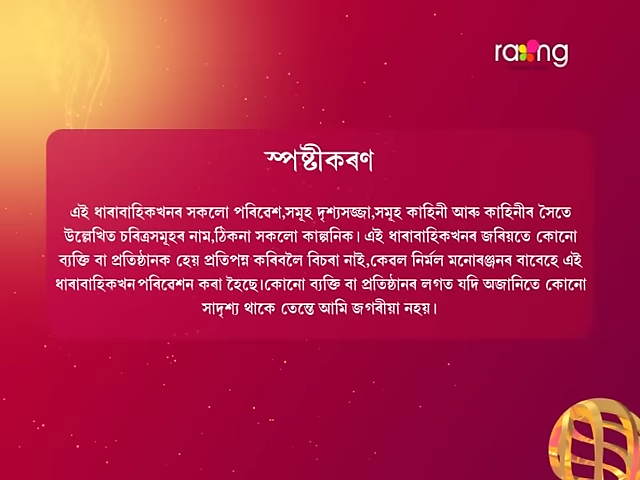 rang
স্পষ্টীকৰণ
এই ধাৰাবাহিকখনৰ সকলো পৰিৱেশ,সমূহ দৃশ্যসজ্জা,সমূহ কাহিনী আৰু কাহিনীৰ সৈতে
উল্লেখিত চৰিত্ৰসমূহৰ নাম,ঠিকনা সকলো কাল্পনিক। এই ধাৰাবাহিকখনৰ জৰিয়তে কোনো
ব্যক্তি বা প্ৰতিষ্ঠানক হেয় প্ৰতিপন্ন কৰিবলৈ বিচৰা নাই,কেৱল নিৰ্মল মনোৰঞ্জনৰ বাবেহে এই
ধাৰাবাহিকখন পৰিৱেশন কৰা হৈছে।কোনো ব্যক্তি বা প্ৰতিষ্ঠানৰ লগত যদি অজানিতে কোনো
সাদৃশ্য থাকে তেন্তে আমি জগৰীয়া নহয়।